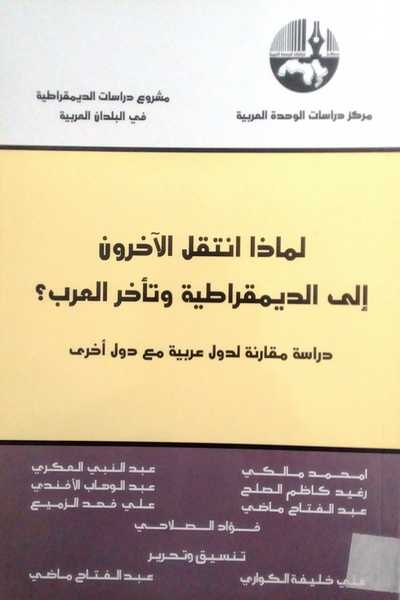 مركز دراسات الوحدة العربية
مشروع دراسات الديمقراطية
في البلدان العربية
لماذا انتقل الآخرون
إلى الديمقراطية وتأخر العرب؟
دراسة مقارنة لدول عربية مع دول أخرى
امحمد مالكي عبد النبي العكري
رغيد كاظم الصلح عبد الوهاب الأفندي
عبد الفتاح ماضي علي فهد الزميع
فؤاد الصلاحي
تنسيق وتحرير
علي خليفة الكواري عبد الفتاح ماضي